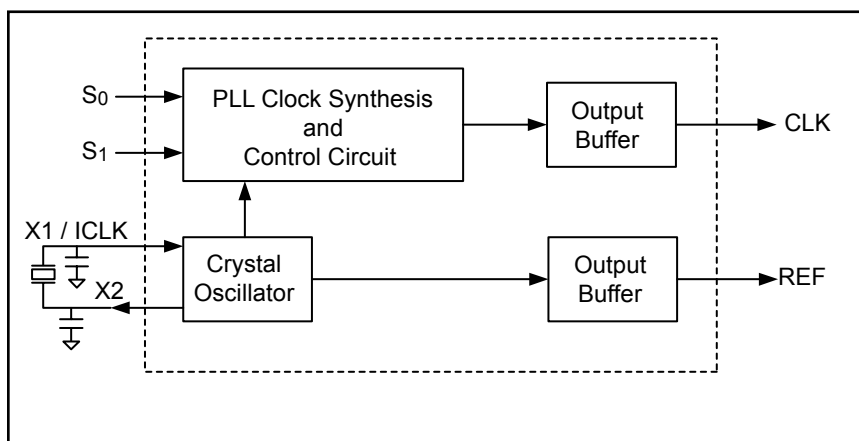 S0
S1
PLL Clock Synthesis
and
Control Circuit
Output
Buffer
CLK
X1 / ICLK
X2
Crystal
Oscillator
Output
Buffer
REF